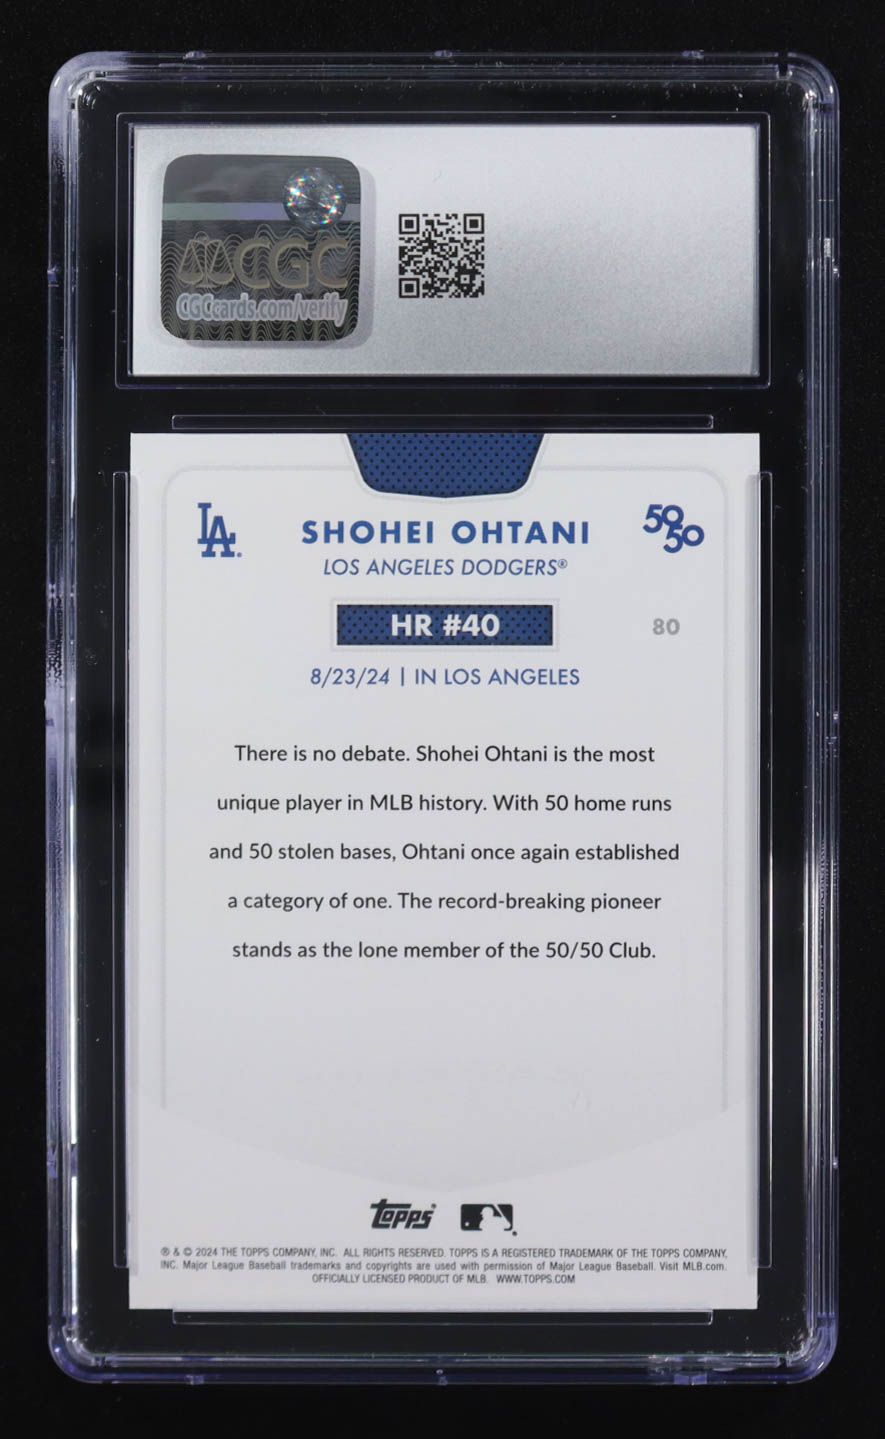 CGC
CGCcards.com/verify
LA
SHOHEI OHTANI
50
50
LOS ANGELES DODGERS®
HR #40
80
8/23/24 | IN LOS ANGELES
There is no debate. Shohei Ohtani is the most
unique player in MLB history. With 50 home runs
and 50 stolen bases, Ohtani once again established
a category of one. The record-breaking pioneer
stands as the lone member of the 50/50 Club.
topps
® & © 2024 THE TOPPS COMPANY, INC. ALL RIGHTS RESERVED. TOPPS IS A REGISTERED TRADEMARK OF THE TOPPS COMPANY,
INC. Major League Baseball trademarks and copyrights are used with permission of Major League Baseball. Visit MLB.com.
OFFICIALLY LICENSED PRODUCT OF MLB. WWW.TOPPS.COM